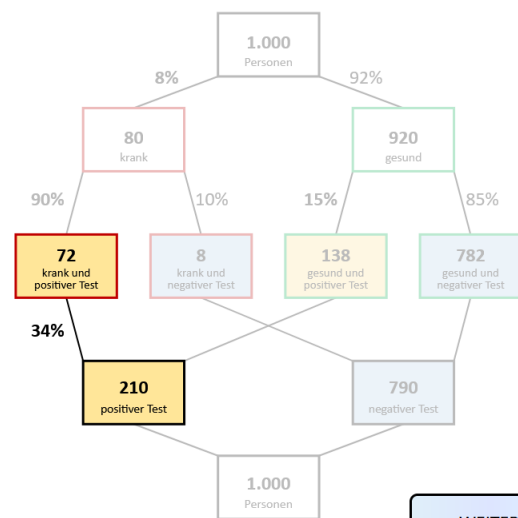 1.000
Personen
8%
92%
80
krank
920
gesund
90%
10%
15%
85%
72
krank und
positiver Test
8
krank und
negativer Test
138
gesund und
positiver Test
782
gesund und
negativer Test
34%
210
positiver Test
790
negativer Test
1.000
Personen